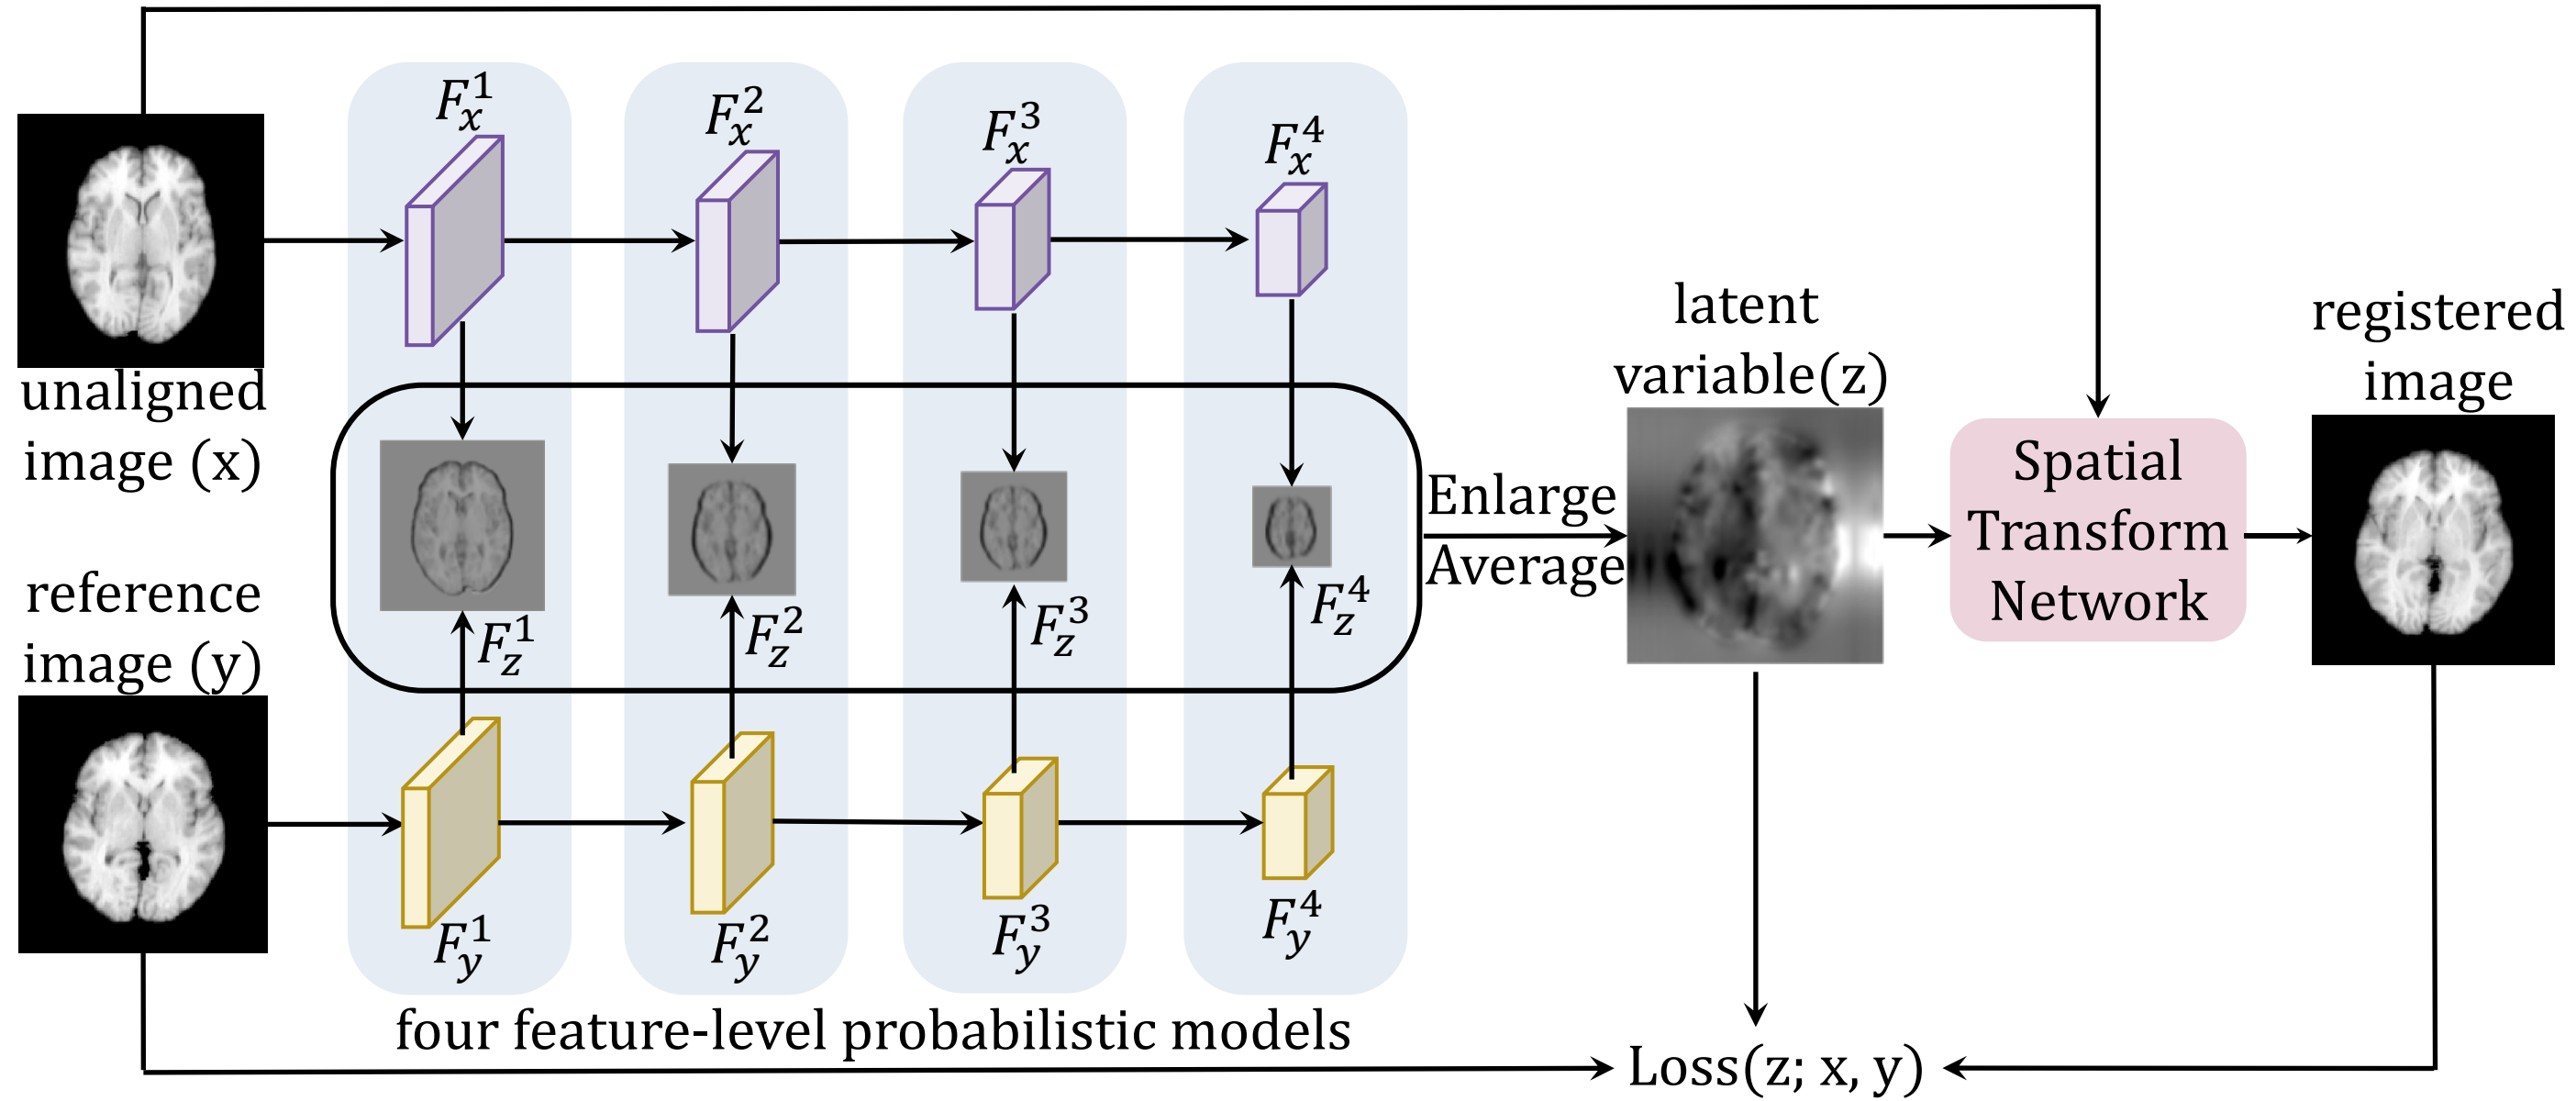 unaligned
image (x)
reference
image (y)
F_x^1
F_x^2
F_x^3
F_x^4
F_z^1
F_z^2
F_z^3
F_z^4
F_y^1
F_y^2
F_y^3
F_y^4
four feature-level probabilistic models
Enlarge
Average
latent
variable(z)
Spatial
Transform
Network
registered
image
Loss(z; x, y)